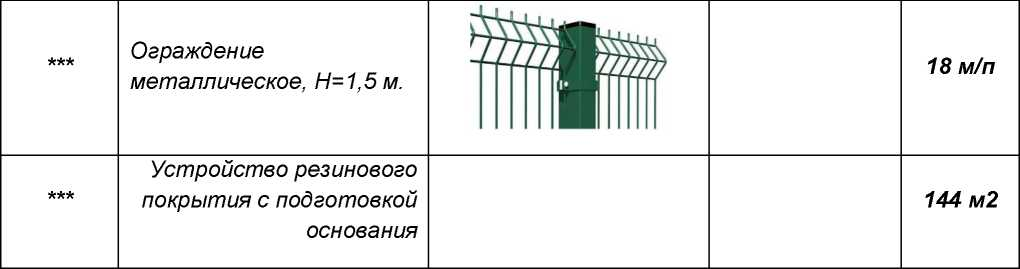 ***
Ограждение
металлическое, Н=1,5 м.
18 м/п
***
Устройство резинового
покрытия с подготовкой
основания
144 м2